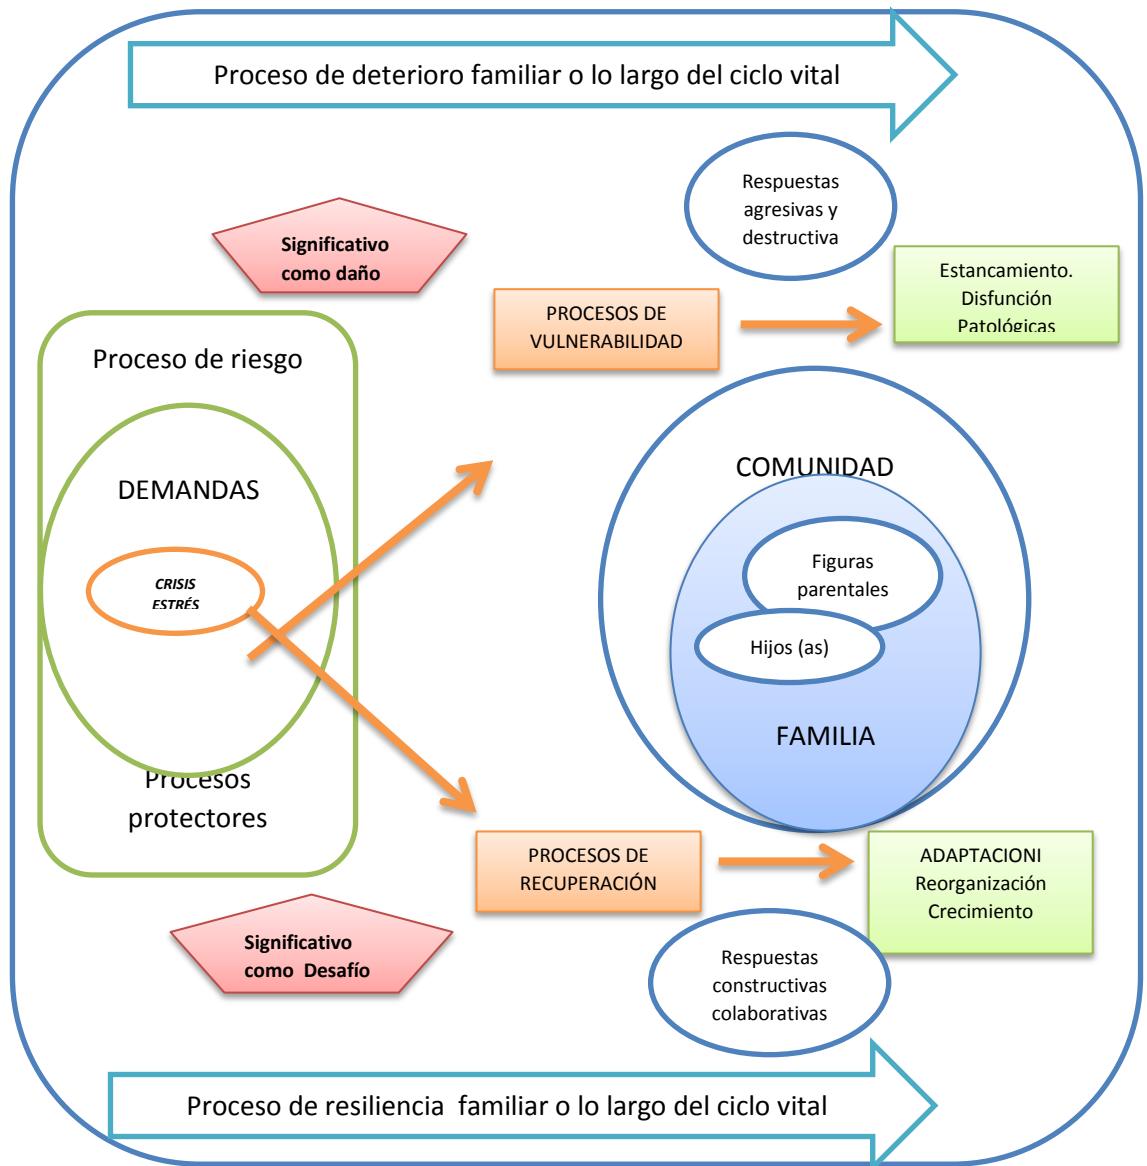 Proceso de deterioro familiar o lo largo del ciclo vital
Respuestas
agresivas y
destructiva
Significativo
como daño
Estancamiento.
Disfunción
Patológicas
PROCESOS DE
VULNERABILIDAD
Proceso de riesgo
DEMANDAS
CRISIS
ESTRÉS
COMUNIDAD
Figuras
parentales
Hijos (as)
FAMILIA
Procesos
protectores
PROCESOS DE
RECUPERACIÓN
ADAPTACIONI
Reorganización
Crecimiento
Significativo
como Desafío
Respuestas
constructivas
colaborativas
Proceso de resiliencia familiar o lo largo del ciclo vital